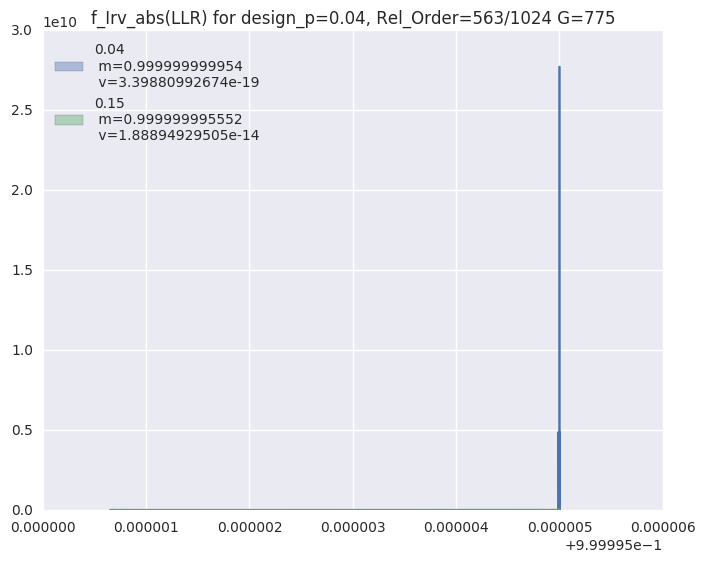 f_Irv_abs(LLR) for design_p=0.04, Rel_Order=563/1024 G=775
1e10
3.0
2.5
2.0
1.5
1.0
0.5
0.0
0.04
m=0.999999999954
v=3.39880992674e-19
0.15
m=0.999999995552
v=1.88894929505e-14
0.000000 0.000001 0.000002 0.000003 0.000004 0.000005 0.000006
+9.99995e−1